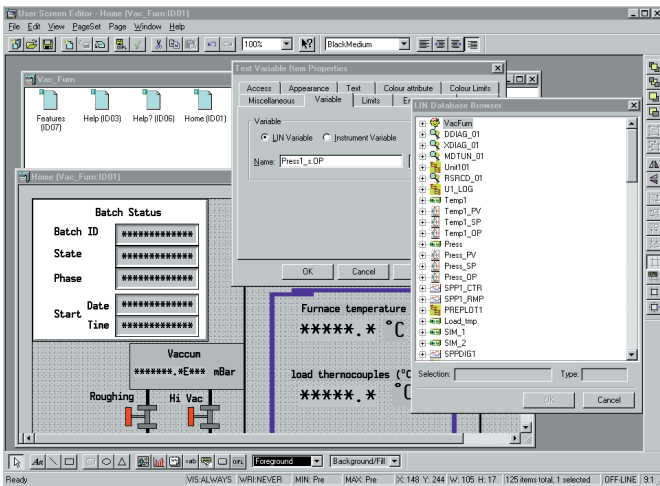 User Screen Editor - Home (Vac_Furn:ID01)
File Edit View PageSet Page Window Help
100%
BlackMedium
Vac_Furn
Features (ID07)
Help (ID03)
Help? (ID06)
Home (ID01)
Text Variable Item Properties
Access Appearance Text Colour attribute Colour Limits
Miscellaneous Variable Limits
Variable
LIN Variable Instrument Variable
Name: Press1_s.OP
OK Cancel
LIN Database Browser
VacFurn
DDIAG_01
XDIAG_01
MDTUN_01
Unit101
RSRCD_01
U1_LOG
Temp1
Temp1_PV
Temp1_SP
Temp1_OP
Press
Press_PV
Press_SP
Press_OP
SPP1_CTR
SPP1_RMP
PREPLOT1
Load_tmp
SIM_1
SIM_2
SPPDIG1
Selection: Type:
OK Cancel
Home (Vac_Furn:ID01)
Batch Status
Batch ID *************
State *************
Phase *************
Start Date *************
Time *************
Vaccum
*******.*E*** mBar
Roughing Hi Vac
Furnace temperature
*****.* °C
load thermocouples (°C
*****.* °C
Foreground Background/Fill
Ready VIS:ALWAYS WRI:NEVER MIN: Pre MAX: Pre X: 148 Y: 244 W: 105 H: 17 125 items total, 1 selected OFF-LINE 9:1